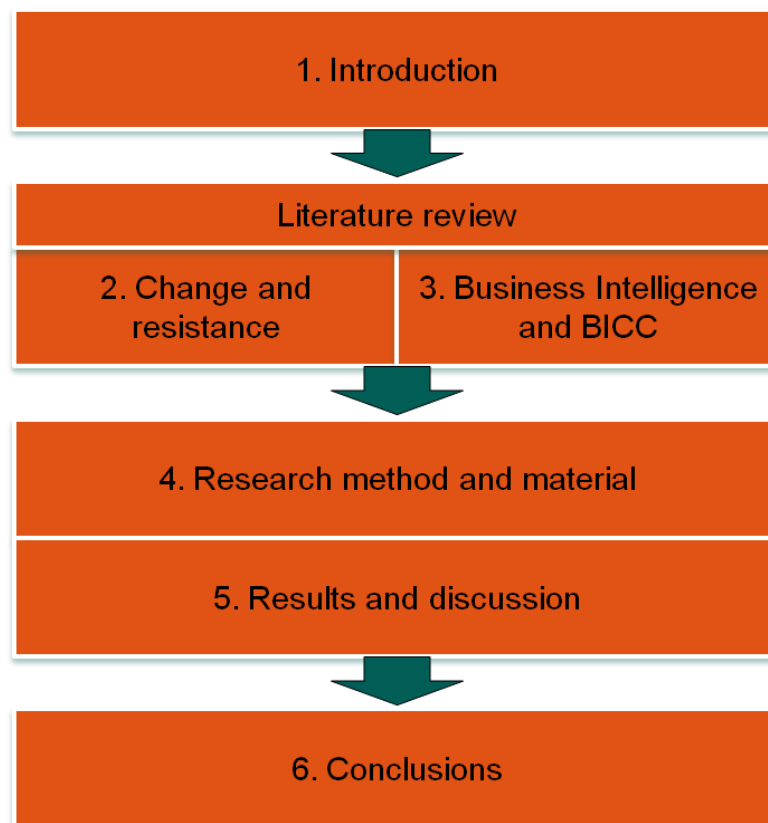 1. Introduction
Literature review
2. Change and
resistance
3. Business Intelligence
and BICC
4. Research method and material
5. Results and discussion
6. Conclusions